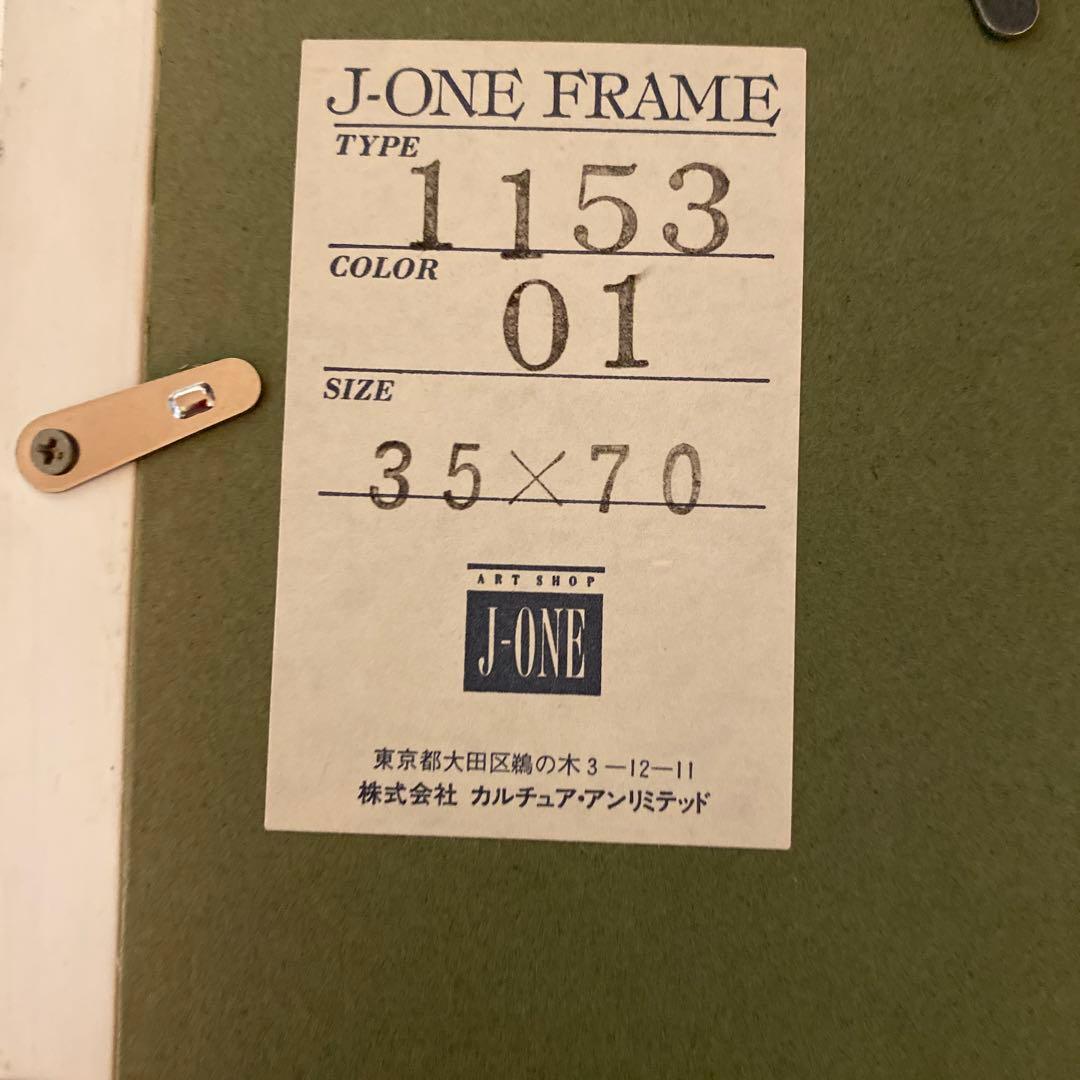 J-ONE FRAME
TYPE
1153
COLOR
01
SIZE
35×70
ART SHOP
J-ONE
東京都大田区鵜の木3―12―11
株式会社 カルチュア・アンリミテッド